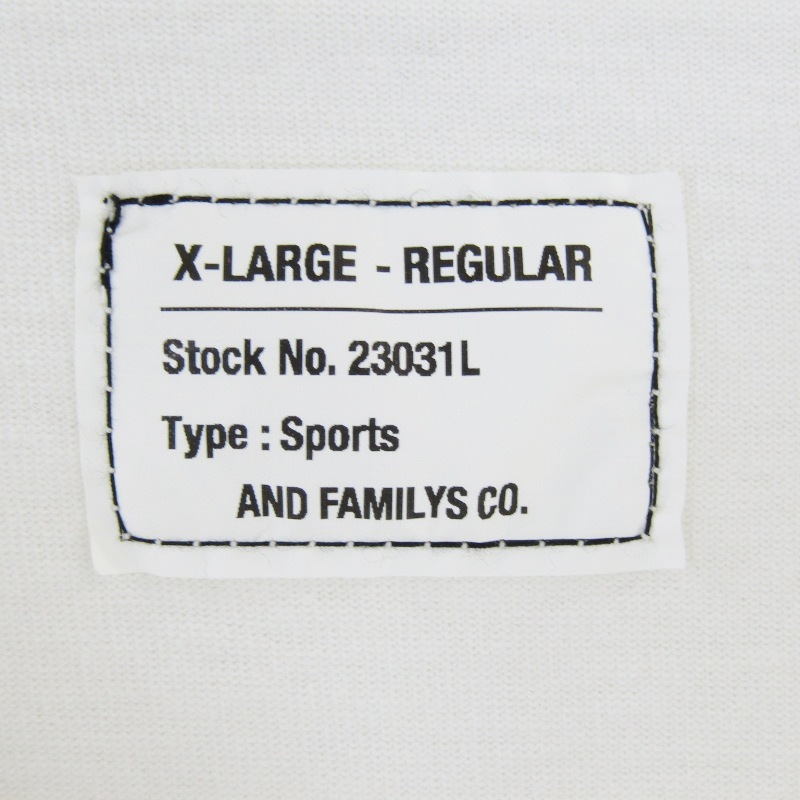 X-LARGE - REGULAR
Stock No. 23031L
Type : Sports
AND FAMILYS CO.